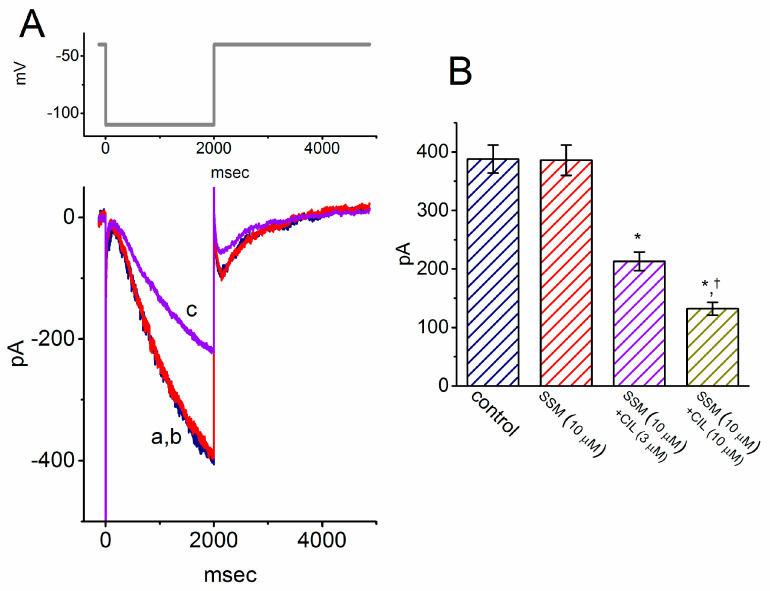 A
-50
-100
mV
0
2000
4000
msec
0
-200
-400
pA
c
a,b
0
2000
4000
msec
B
400
300
200
100
0
pA
*
*,†
control
SSM (10 μM)
SSM (10 μM)
+CIL (3 μM)
SSM (10 μM)
+CIL (10 μM)